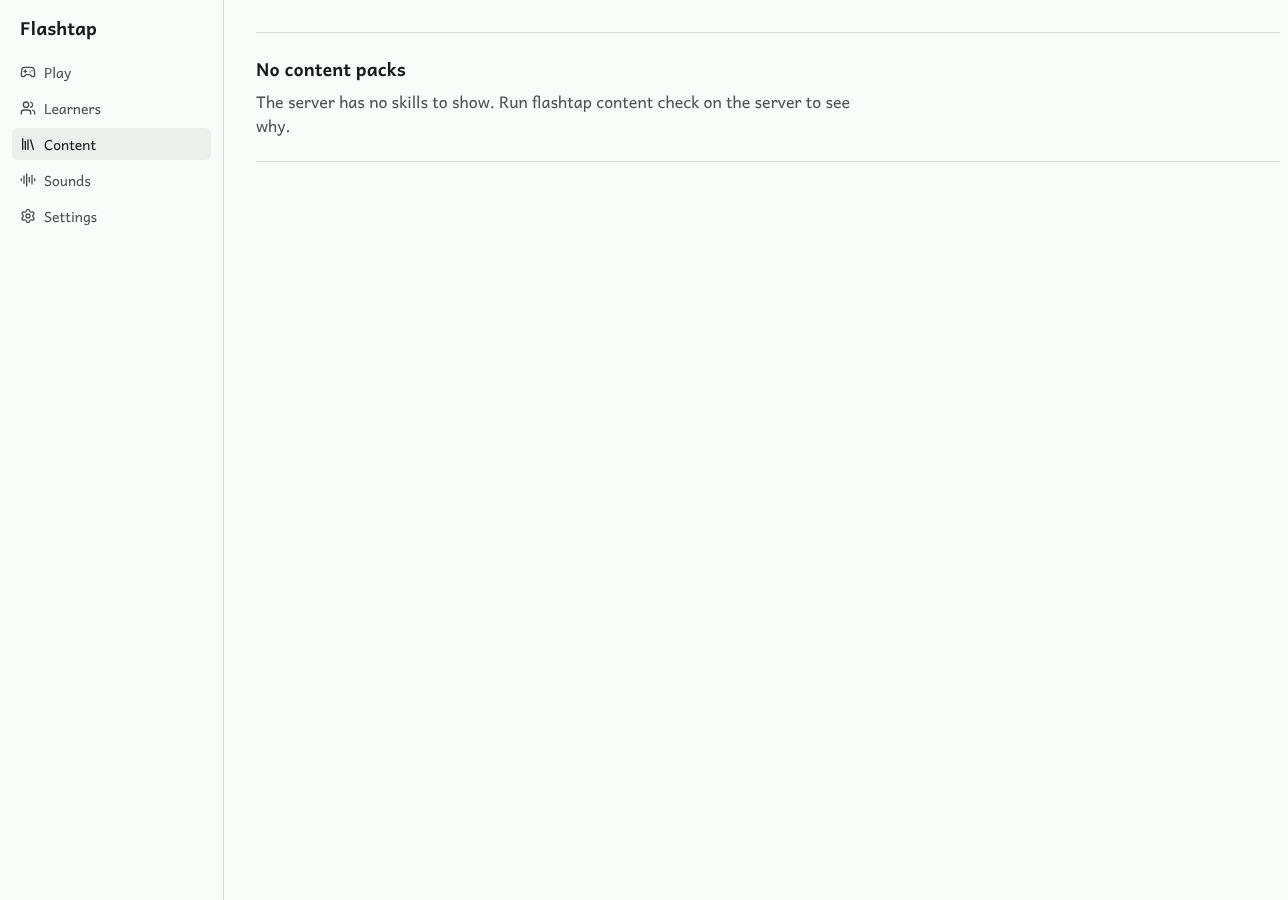 Flashtap
Play
Learners
Content
Sounds
Settings
No content packs
The server has no skills to show. Run flashtap content check on the server to see
why.